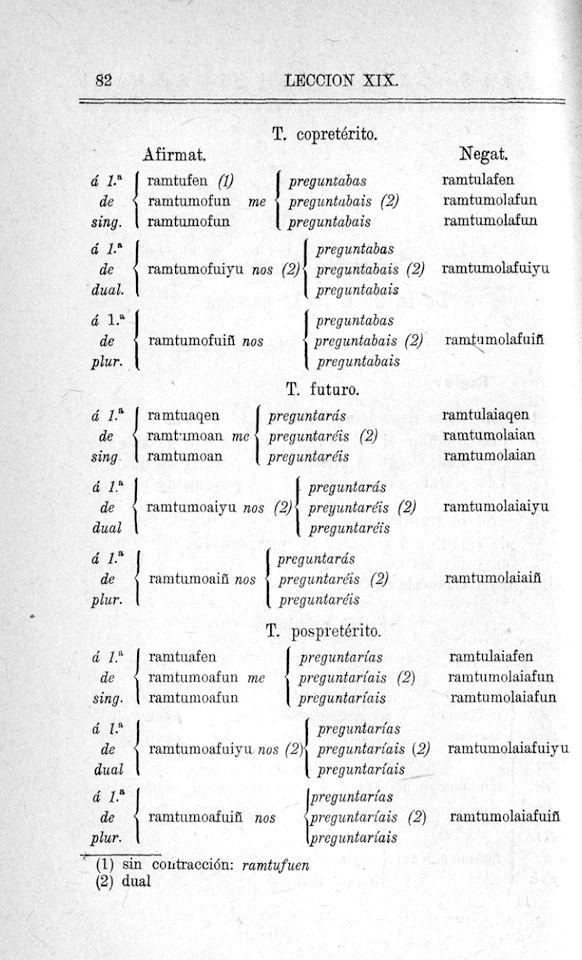 82 LECCION XIX.
T. copretérito.
Afirmat. Negat.
á 1.ª ramtufen (1) preguntabas ramtulafen
de ramtumofun me preguntabais (2) ramtumolafun
sing. ramtumofun preguntabais ramtumolafun
á 1.ª preguntabas
de ramtumofuiyu nos (2) preguntabais (2) ramtumolafuiyu
dual. preguntabais
á 1.ª preguntabas
de ramtumofuiñ nos preguntabais (2) ramtumolafuiñ
plur. preguntabais
T. futuro.
á 1.ª ramtuaqen preguntarás ramtulaiaqen
de ramtumoan me preguntaréis (2) ramtumolaian
sing. ramtumoan preguntaréis ramtumolaian
á 1.ª preguntarás
de ramtumoaiyu nos (2) preguntaréis (2) ramtumolaiaiyu
dual preguntaréis
á 1.ª preguntarás
de ramtumoaiñ nos preguntaréis (2) ramtumolaiaiñ
plur. preguntaréis
T. pospretérito.
á 1.ª ramtuafen preguntarías ramtulaiafen
de ramtumoafun me preguntaríais (2) ramtumolaiafun
sing. ramtumoafun preguntaríais ramtumolaiafun
á 1.ª preguntarías
de ramtumoafuiyu nos (2) preguntaríais (2) ramtumolaiafuiyu
dual preguntaríais
á 1.ª preguntarías
de ramtumoafuiñ nos preguntaríais (2) ramtumolaiafuiñ
plur. preguntaríais
(1) sin contracción: ramtufuen
(2) dual